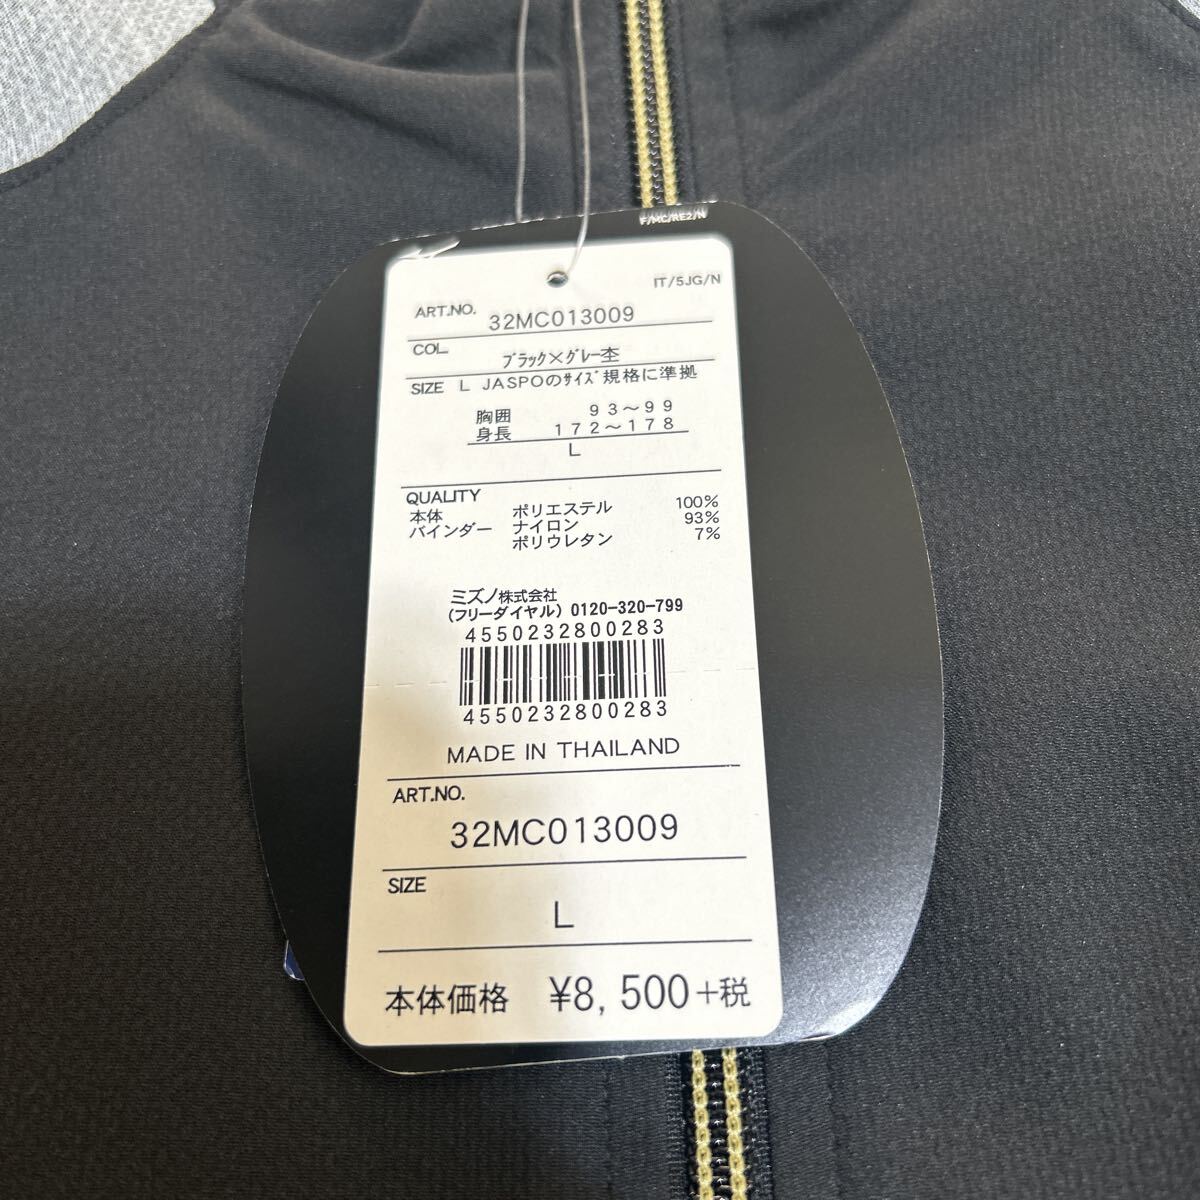 F/MC/RE2/N
IT/5JG/N
ART.NO. 32MC013009
COL. ブラック×グレー杢
SIZE L JASPOのサイズ規格に準拠
胸囲 93〜99
身長 172〜178
L
QUALITY
本体 ポリエステル 100%
バインダー ナイロン 93%
ポリウレタン 7%
ミズノ株式会社
(フリーダイヤル) 0120-320-799
4550232800283
4550232800283
MADE IN THAILAND
ART.NO.
32MC013009
SIZE
L
本体価格 ¥8,500+税